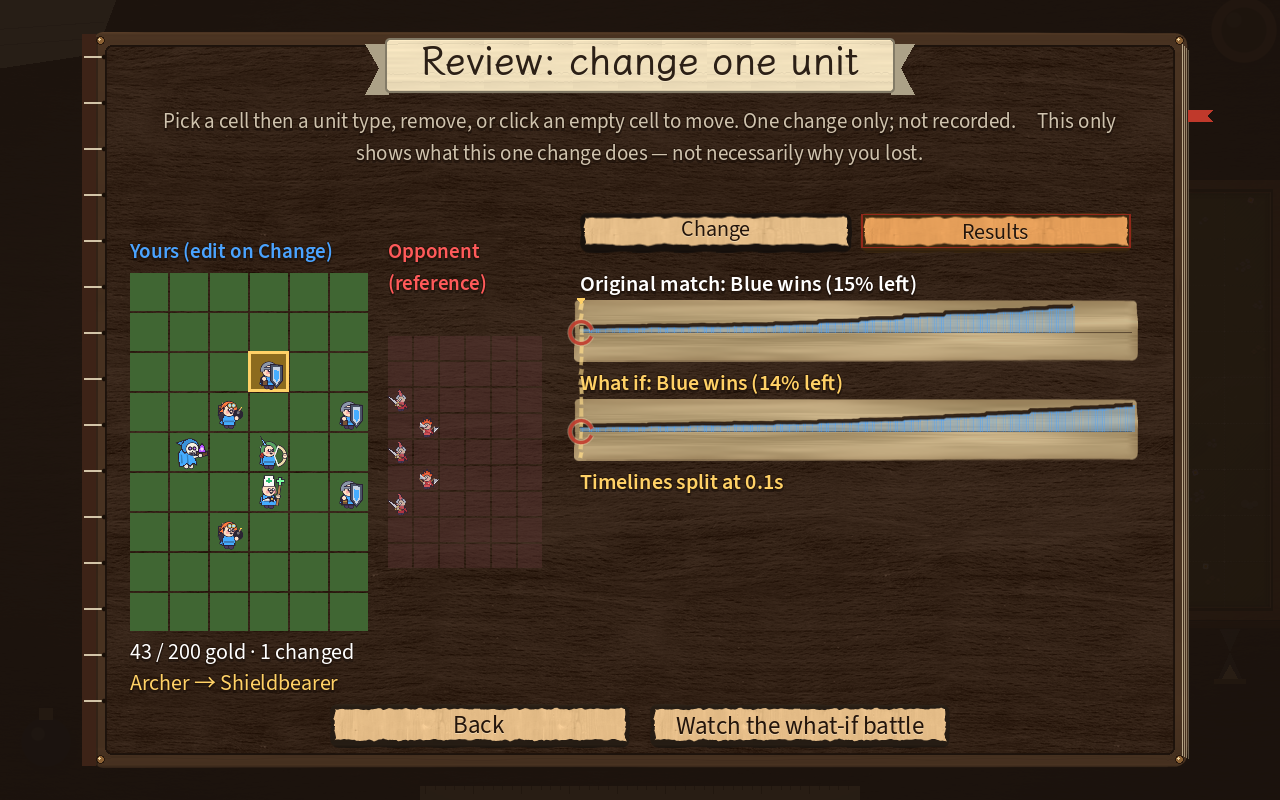 Review: change one unit
Pick a cell then a unit type, remove, or click an empty cell to move. One change only; not recorded. This only
shows what this one change does — not necessarily why you lost.
Change
Results
Yours (edit on Change)
Opponent
(reference)
Original match: Blue wins (15% left)
What if: Blue wins (14% left)
Timelines split at 0.1s
43 / 200 gold · 1 changed
Archer → Shieldbearer
Back
Watch the what-if battle